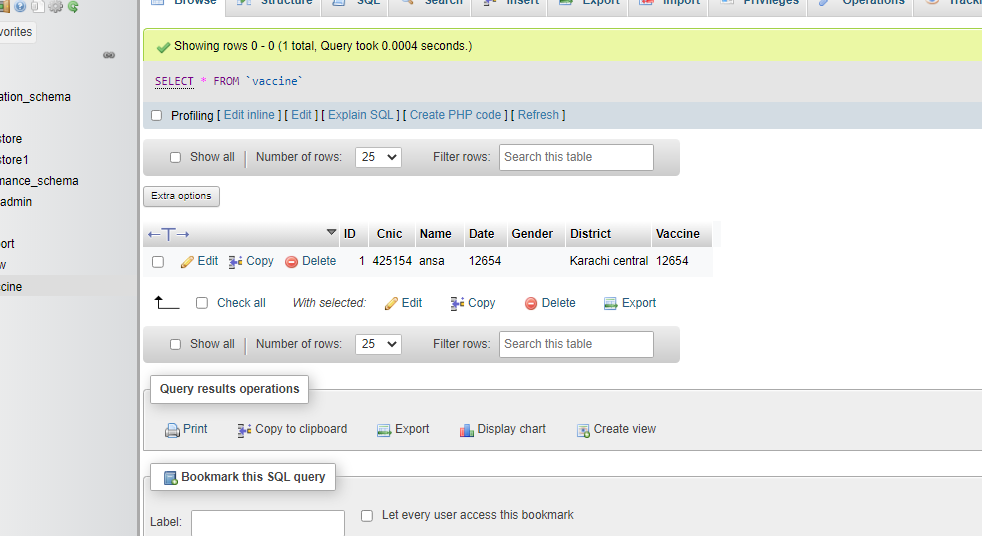 Browse Structure SQL Search Insert Export Import Privileges Operations
vorites
ation_schema
tore
tore1
mance_schema
admin
ort
w
ccine
Showing rows 0 - 0 (1 total, Query took 0.0004 seconds.)
SELECT * FROM `vaccine`
Profiling [ Edit inline ] [ Edit ] [ Explain SQL ] [ Create PHP code ] [ Refresh ]
Show all Number of rows: 25 Filter rows: Search this table
Extra options
ID Cnic Name Date Gender District Vaccine
Edit Copy Delete 1 425154 ansa 12654 Karachi central 12654
Check all With selected: Edit Copy Delete Export
Show all Number of rows: 25 Filter rows: Search this table
Query results operations
Print Copy to clipboard Export Display chart Create view
Bookmark this SQL query
Label: Let every user access this bookmark